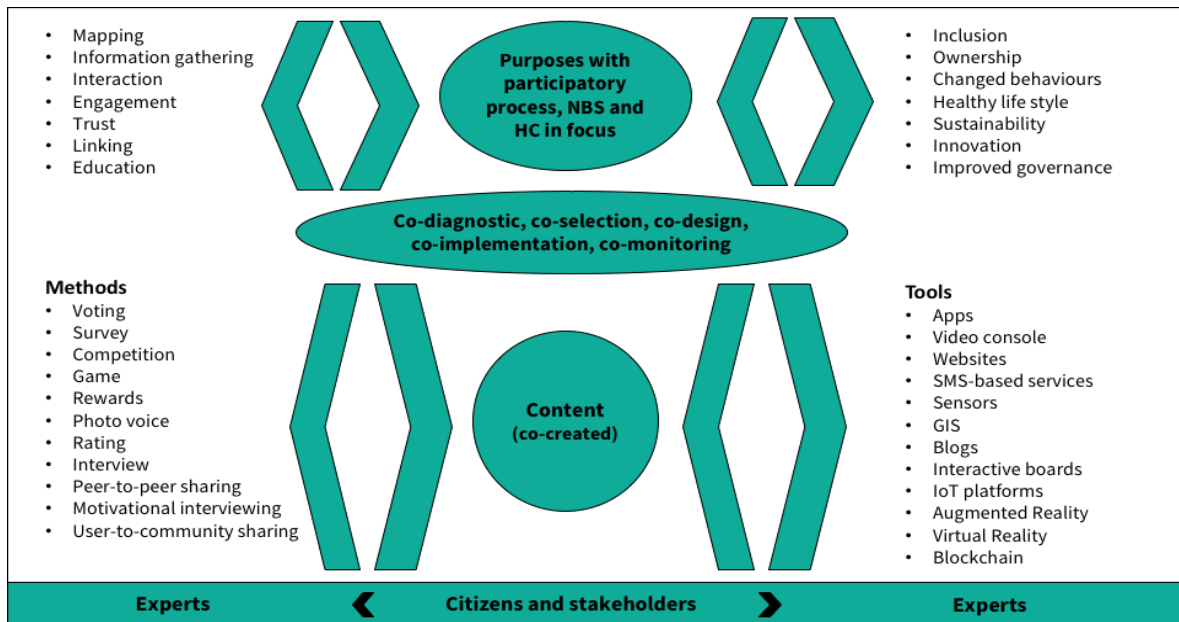 • Mapping
• Information gathering
• Interaction
• Engagement
• Trust
• Linking
• Education
Purposes with
participatory
process, NBS and
HC in focus
• Inclusion
• Ownership
• Changed behaviours
• Healthy life style
• Sustainability
• Innovation
• Improved governance
Co-diagnostic, co-selection, co-design,
co-implementation, co-monitoring
Methods
• Voting
• Survey
• Competition
• Game
• Rewards
• Photo voice
• Rating
• Interview
• Peer-to-peer sharing
• Motivational interviewing
• User-to-community sharing
Content
(co-created)
Tools
• Apps
• Video console
• Websites
• SMS-based services
• Sensors
• GIS
• Blogs
• Interactive boards
• IoT platforms
• Augmented Reality
• Virtual Reality
• Blockchain
Experts
Citizens and stakeholders
Experts